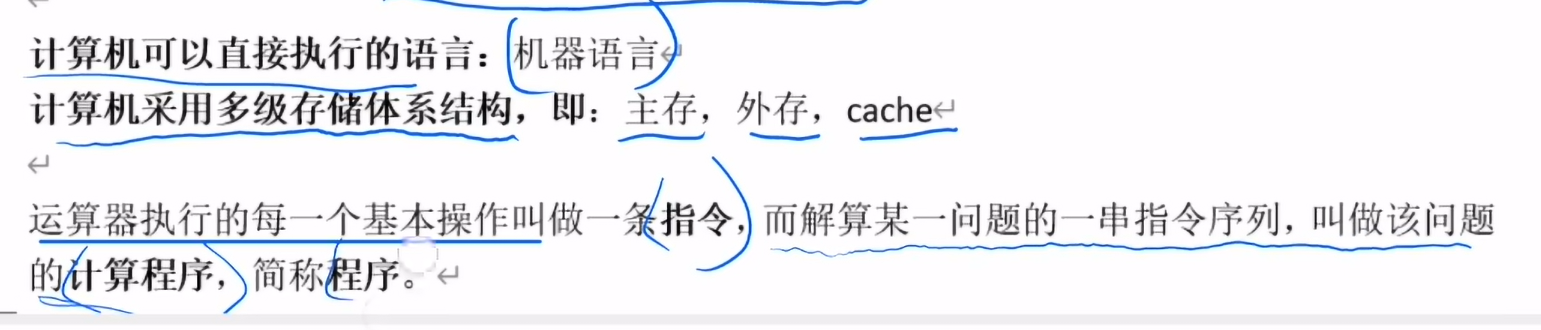 计算机可以直接执行的语言：机器语言
计算机采用多级存储体系结构，即：主存，外存，cache
运算器执行的每一个基本操作叫做一条指令，而解算某一问题的一串指令序列，叫做该问题
的计算程序，简称程序。